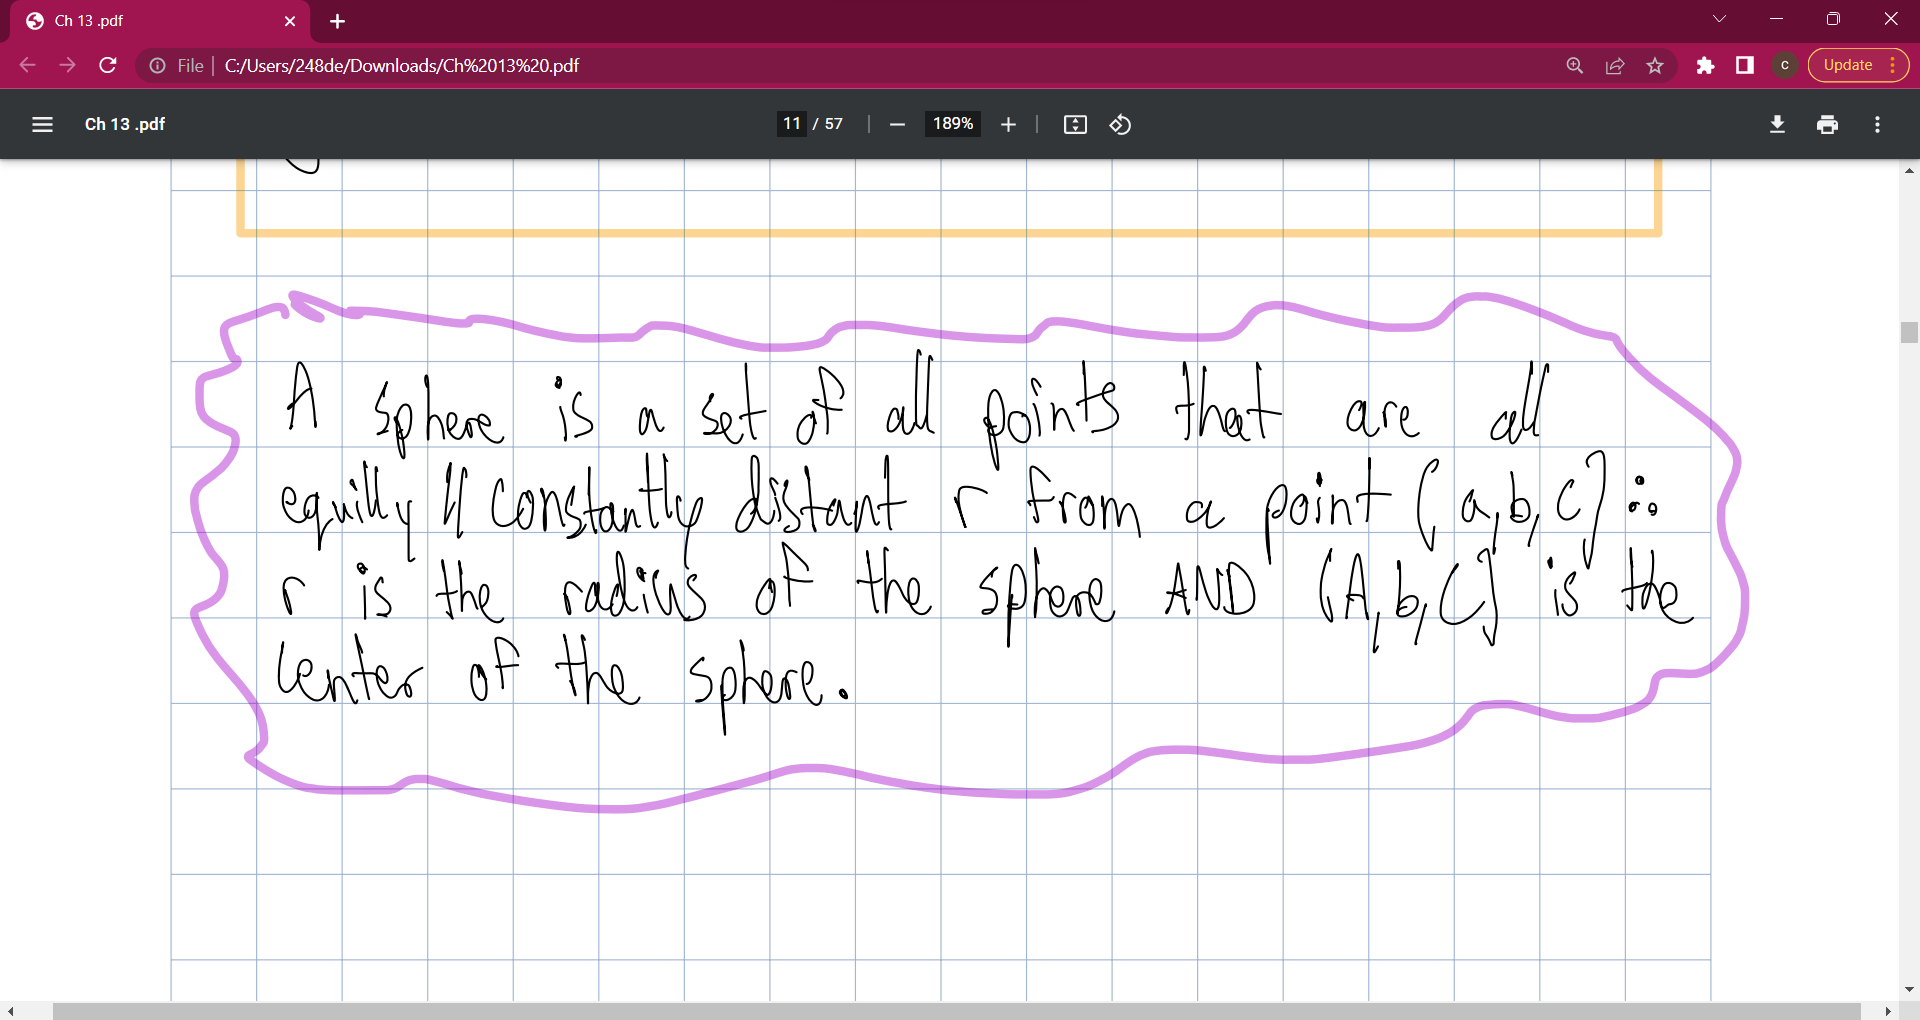 Ch 13 .pdf
File | C:/Users/248de/Downloads/Ch%2013%20.pdf
C
Update
Ch 13 .pdf
11 / 57
189%
A sphere is a set of all points that are all
equilly // constantly distant r from a point (a,b,c) ∴
r is the radius of the sphere AND (A,b,C) is the
center of the sphere.